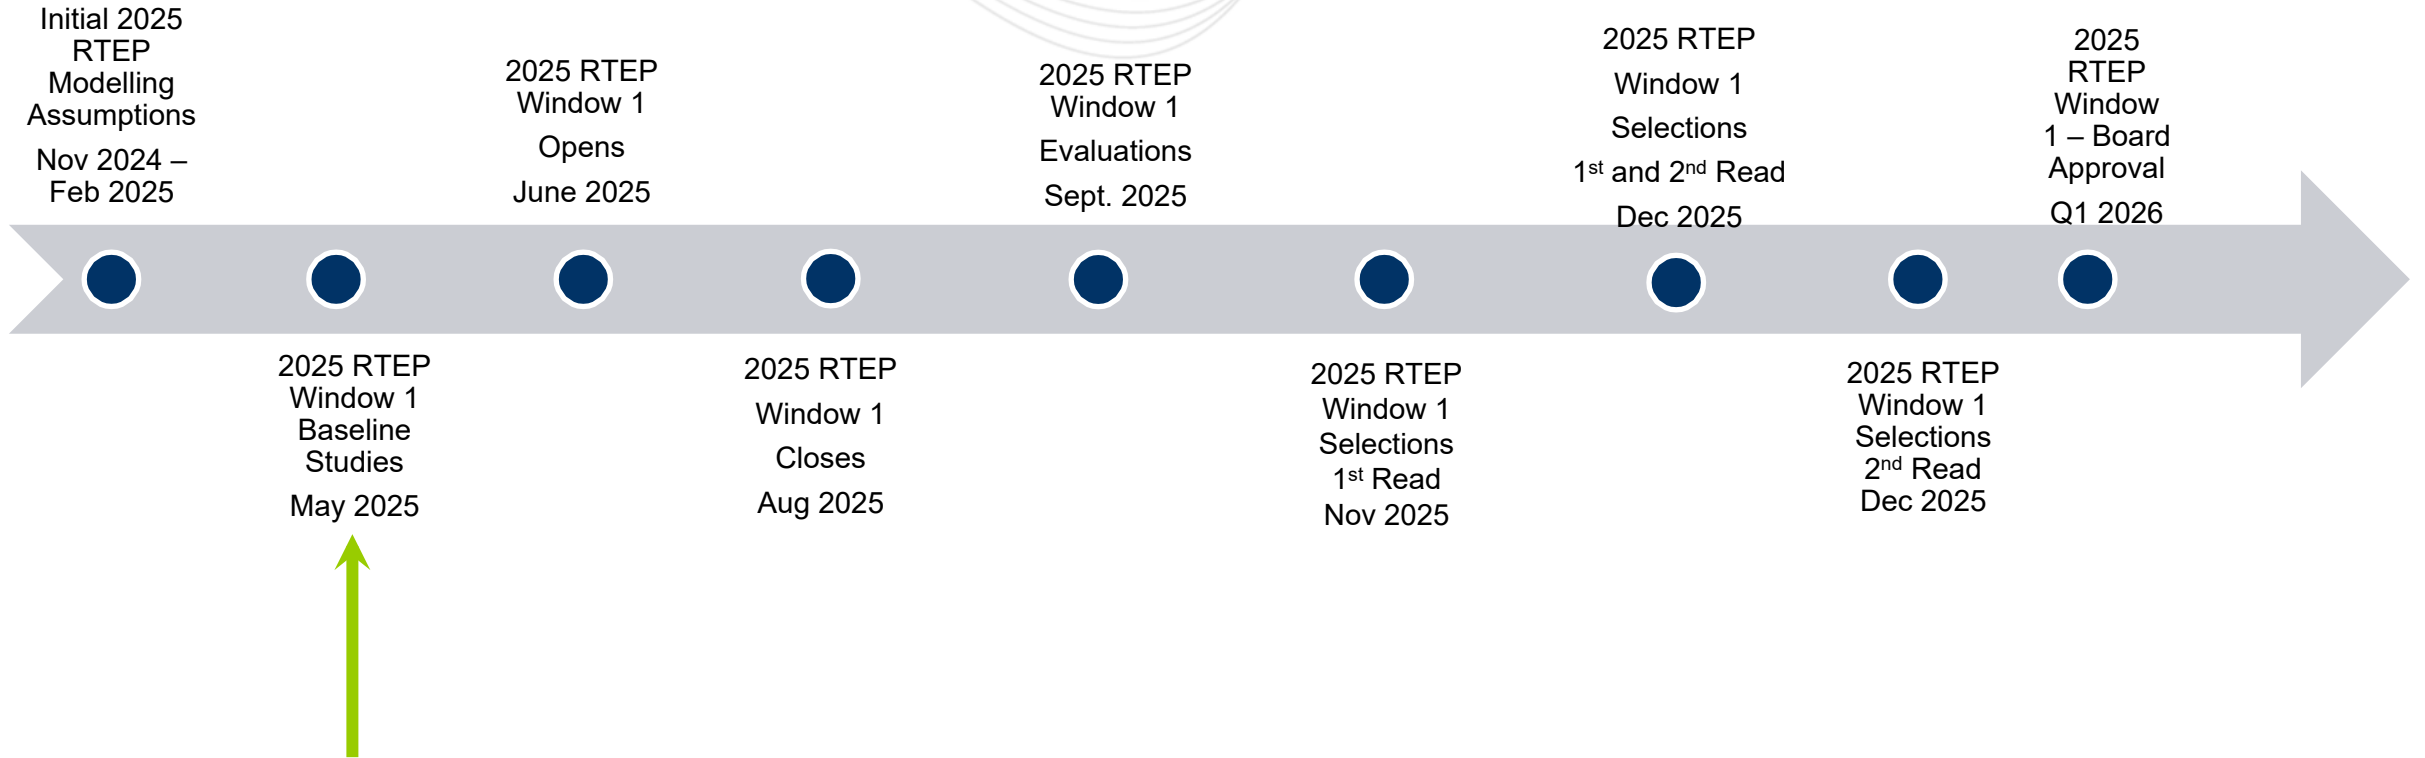 Initial 2025
RTEP
Modelling
Assumptions
Nov 2024 –
Feb 2025
2025 RTEP
Window 1
Baseline
Studies
May 2025
2025 RTEP
Window 1
Opens
June 2025
2025 RTEP
Window 1
Closes
Aug 2025
2025 RTEP
Window 1
Evaluations
Sept. 2025
2025 RTEP
Window 1
Selections
1st Read
Nov 2025
2025 RTEP
Window 1
Selections
1st and 2nd Read
Dec 2025
2025 RTEP
Window 1
Selections
2nd Read
Dec 2025
2025
RTEP
Window
1 – Board
Approval
Q1 2026